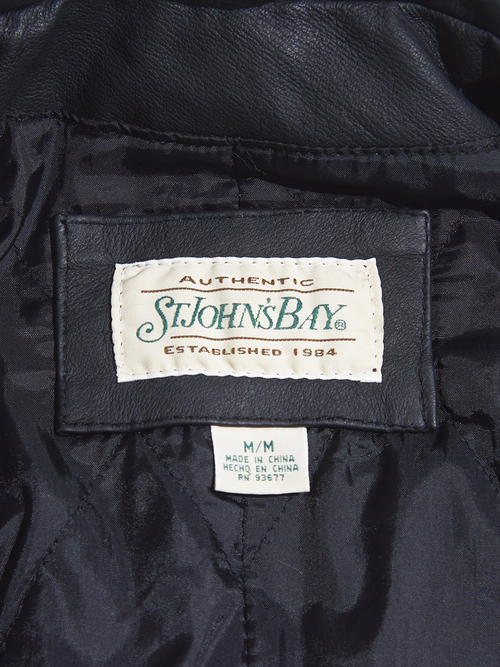 AUTHENTIC
ST.JOHN'S BAY®
ESTABLISHED 1984
M/M
MADE IN CHINA
HECHO EN CHINA
RN 93677